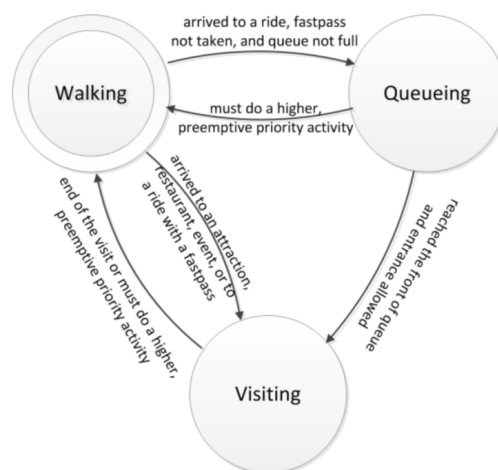 arrived to a ride, fastpass
not taken, and queue not full
Walking
Queueing
must do a higher,
preemptive priority activity
arrived to an attraction,
restaurant, event, or to
a ride with a fastpass
end of the visit or must do a higher,
preemptive priority activity
reached the front of queue
and entrance allowed
Visiting